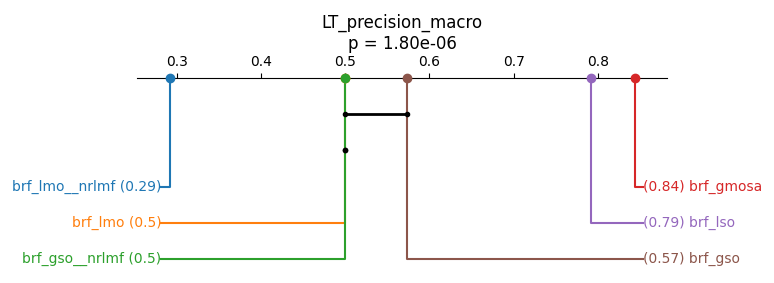 LT_precision_macro
p = 1.80e-06
0.3 0.4 0.5 0.6 0.7 0.8
brf_lmo__nrlmf (0.29) (0.84) brf_gmosa
brf_lmo (0.5) (0.79) brf_lso
brf_gso__nrlmf (0.5) (0.57) brf_gso